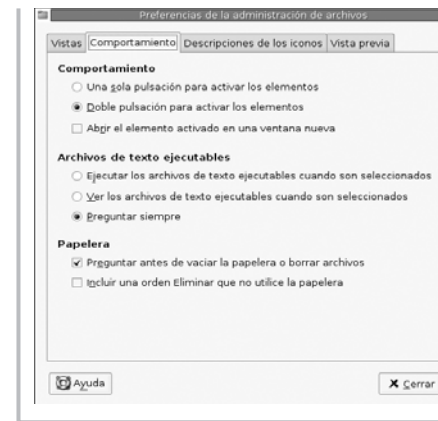 Preferencias de la administración de archivos
Vistas Comportamiento Descripciones de los iconos Vista previa
Comportamiento
Una sola pulsación para activar los elementos
Doble pulsación para activar los elementos
Abrir el elemento activado en una ventana nueva
Archivos de texto ejecutables
Ejecutar los archivos de texto ejecutables cuando son seleccionados
Ver los archivos de texto ejecutables cuando son seleccionados
Preguntar siempre
Papelera
Preguntar antes de vaciar la papelera o borrar archivos
Incluir una orden Eliminar que no utilice la papelera
Ayuda Cerrar